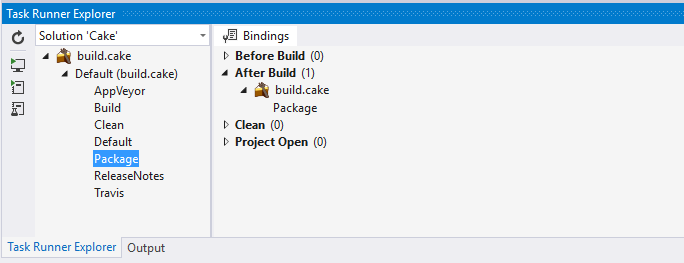 Task Runner Explorer
Solution 'Cake'
build.cake
Default (build.cake)
AppVeyor
Build
Clean
Default
Package
ReleaseNotes
Travis
Bindings
Before Build (0)
After Build (1)
build.cake
Package
Clean (0)
Project Open (0)
Task Runner Explorer Output